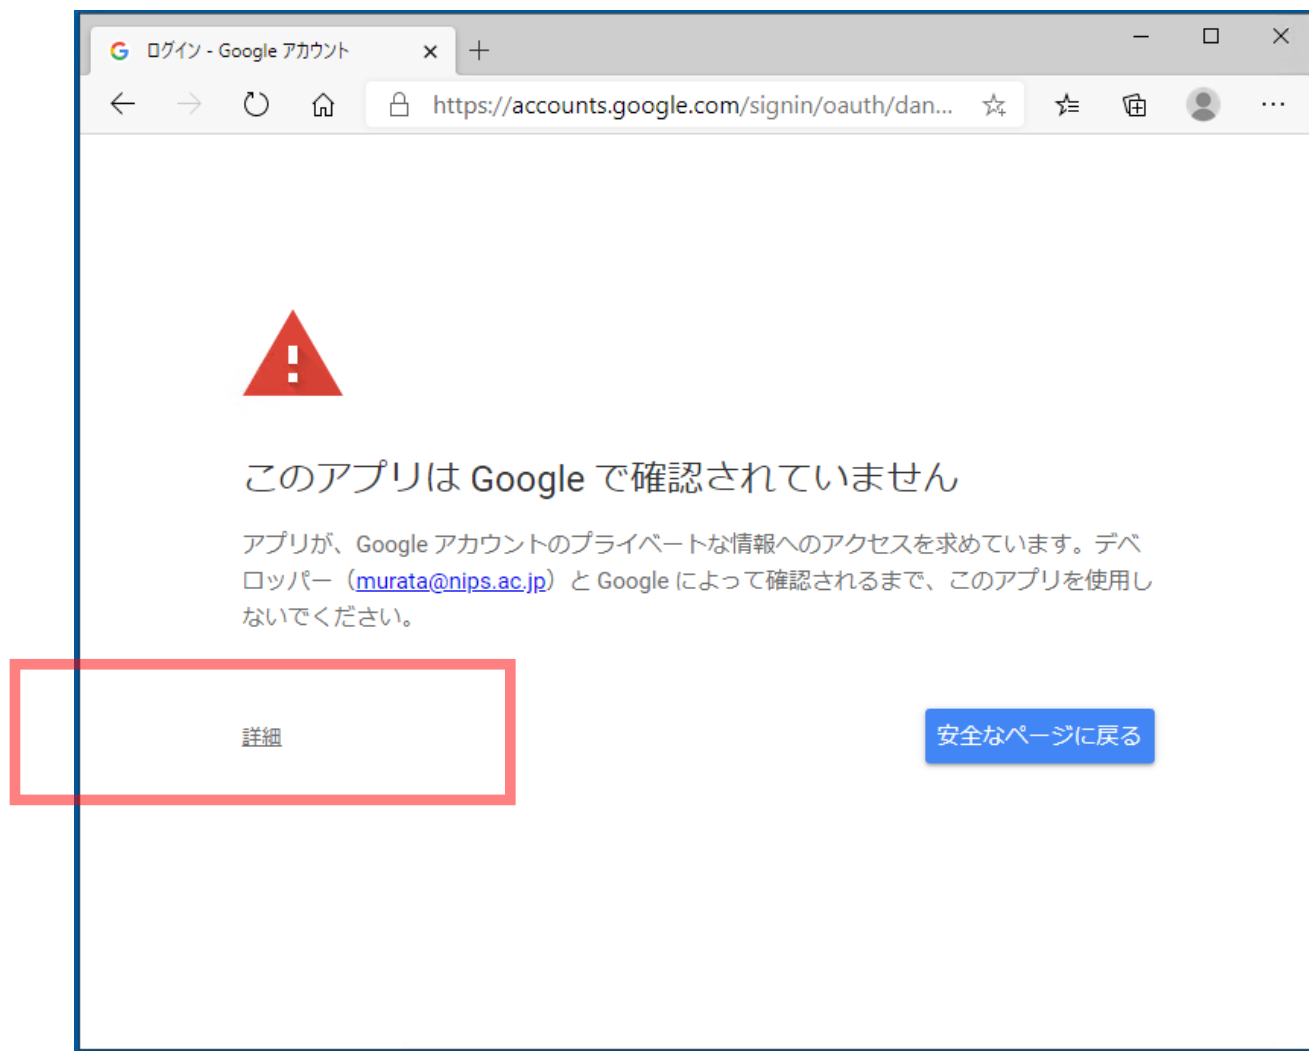 ログイン - Google アカウント
https://accounts.google.com/signin/oauth/dan...
このアプリは Google で確認されていません
アプリが、Google アカウントのプライベートな情報へのアクセスを求めています。デベ
ロッパー（murata@nips.ac.jp）と Google によって確認されるまで、このアプリを使用し
ないでください。
詳細
安全なページに戻る